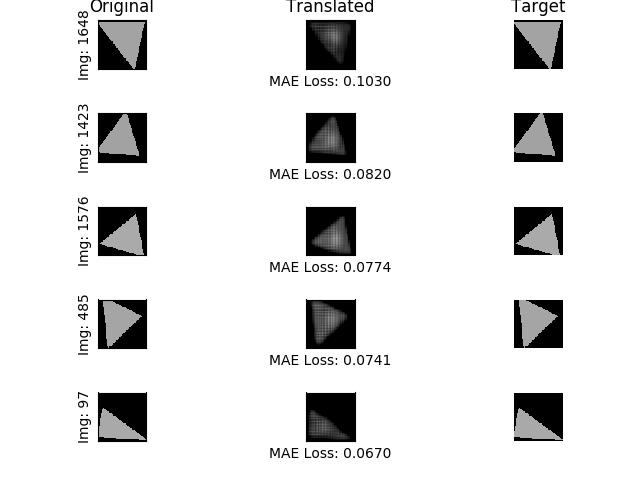 Original Translated Target
Img: 1648
MAE Loss: 0.1030
Img: 1423
MAE Loss: 0.0820
Img: 1576
MAE Loss: 0.0774
Img: 485
MAE Loss: 0.0741
Img: 97
MAE Loss: 0.0670